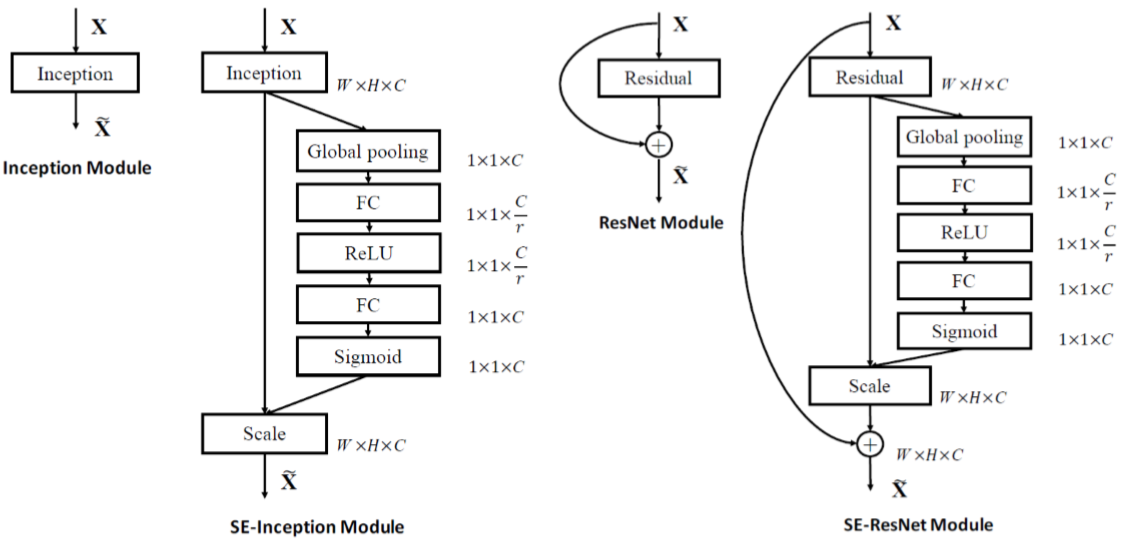 X
Inception
X̃
Inception Module
X
Inception
W×H×C
Global pooling
1×1×C
FC
1×1×C/r
ReLU
1×1×C/r
FC
1×1×C
Sigmoid
1×1×C
Scale
W×H×C
X̃
SE-Inception Module
X
Residual
+
X̃
ResNet Module
X
Residual
W×H×C
Global pooling
1×1×C
FC
1×1×C/r
ReLU
1×1×C/r
FC
1×1×C
Sigmoid
1×1×C
Scale
W×H×C
+
W×H×C
X̃
SE-ResNet Module